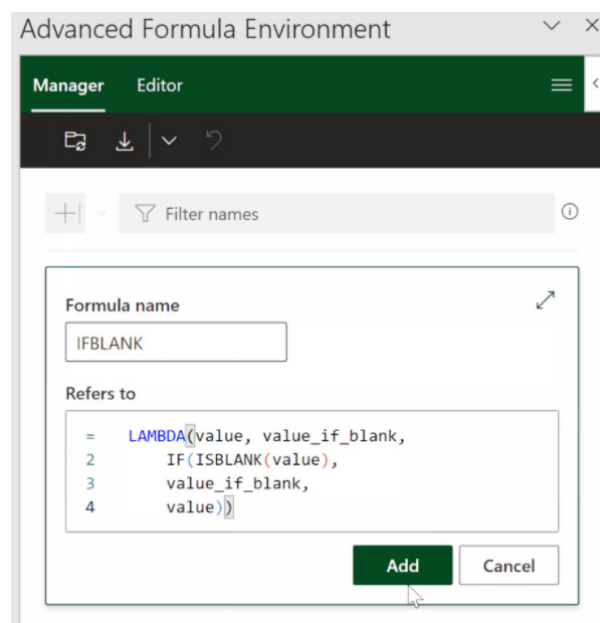 Advanced Formula Environment
Manager Editor
Filter names
Formula name
IFBLANK
Refers to
= LAMBDA(value, value_if_blank,
2 IF(ISBLANK(value),
3 value_if_blank,
4 value))
Add Cancel